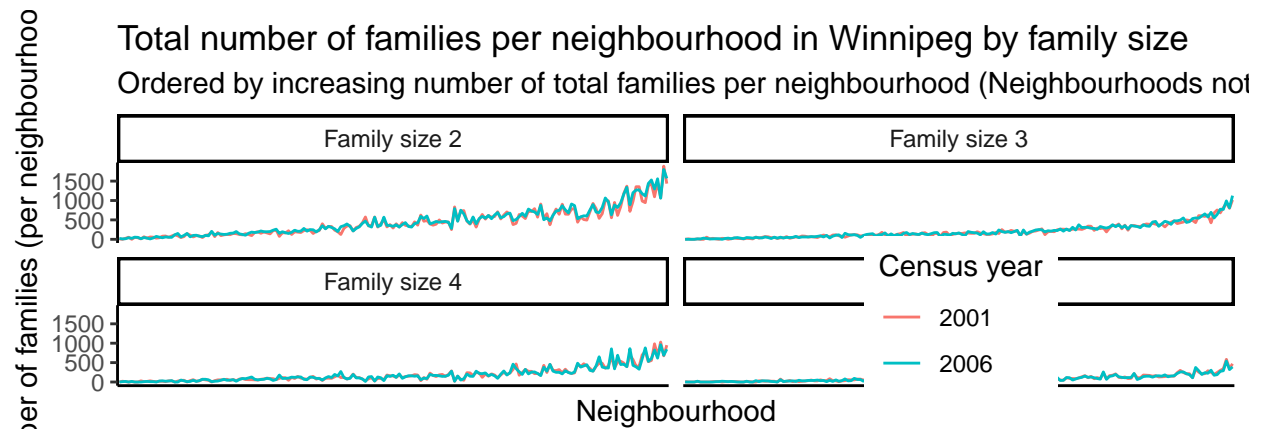 Total number of families per neighbourhood in Winnipeg by family size
Ordered by increasing number of total families per neighbourhood (Neighbourhoods not
of families (per
Family size 2
Family size 3
1500
1000
500
0
Family size 4
Census year
2001
2006
1500
1000
500
0
Neighbourhood